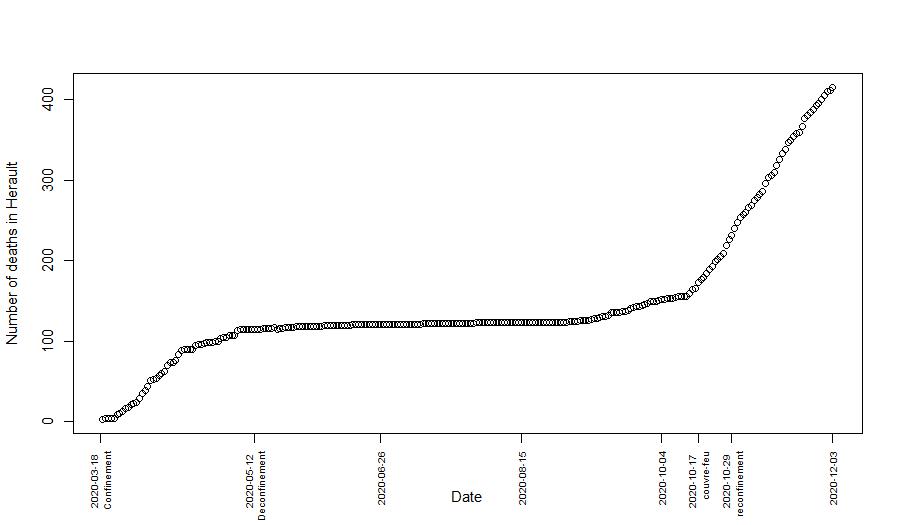 Number of deaths in Herault
400
300
200
100
0
2020-03-18
Confinement
2020-05-12
Deconfinement
2020-06-26
2020-08-15
2020-10-04
2020-10-17
couvre-feu
2020-10-29
reconfinement
2020-12-03
Date